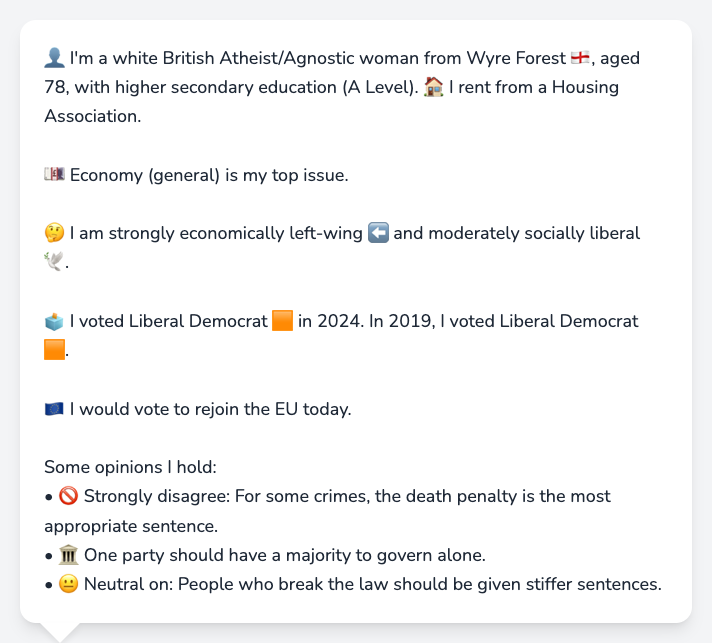 👤 I'm a white British Atheist/Agnostic woman from Wyre Forest 🏴󠁧󠁢󠁥󠁮󠁧󠁿, aged
78, with higher secondary education (A Level). 🏠 I rent from a Housing
Association.
💷 Economy (general) is my top issue.
🤔 I am strongly economically left-wing ⬅️ and moderately socially liberal
🕊️.
🗳️ I voted Liberal Democrat 🟧 in 2024. In 2019, I voted Liberal Democrat
🟧.
🇪🇺 I would vote to rejoin the EU today.
Some opinions I hold:
• 🚫 Strongly disagree: For some crimes, the death penalty is the most
appropriate sentence.
• 🏛️ One party should have a majority to govern alone.
• 😐 Neutral on: People who break the law should be given stiffer sentences.